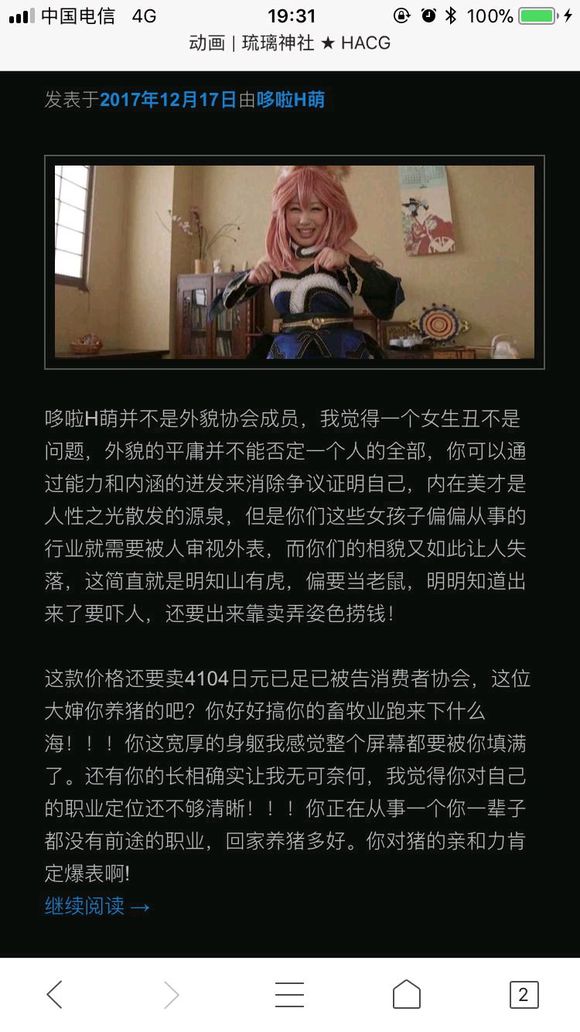 中国电信 4G 19:31 100%
动画 | 琉璃神社 ★ HACG
发表于2017年12月17日由哆啦H萌
哆啦H萌并不是外貌协会成员，我觉得一个女生丑不是
问题，外貌的平庸并不能否定一个人的全部，你可以通
过能力和内涵的迸发来消除争议证明自己，内在美才是
人性之光散发的源泉，但是你们这些女孩子偏偏从事的
行业就需要被人审视外表，而你们的相貌又如此让人失
落，这简直就是明知山有虎，偏要当老鼠，明明知道出
来了要吓人，还要出来靠卖弄姿色捞钱！
这款价格还要卖4104日元已足已被告消费者协会，这位
大婶你养猪的吧？你好好搞你的畜牧业跑来下什么
海！！！你这宽厚的身躯我感觉整个屏幕都要被你填满
了。还有你的长相确实让我无可奈何，我觉得你对自己
的职业定位还不够清晰！！！你正在从事一个你一辈子
都没有前途的职业，回家养猪多好。你对猪的亲和力肯
定爆表啊!
继续阅读 →
2